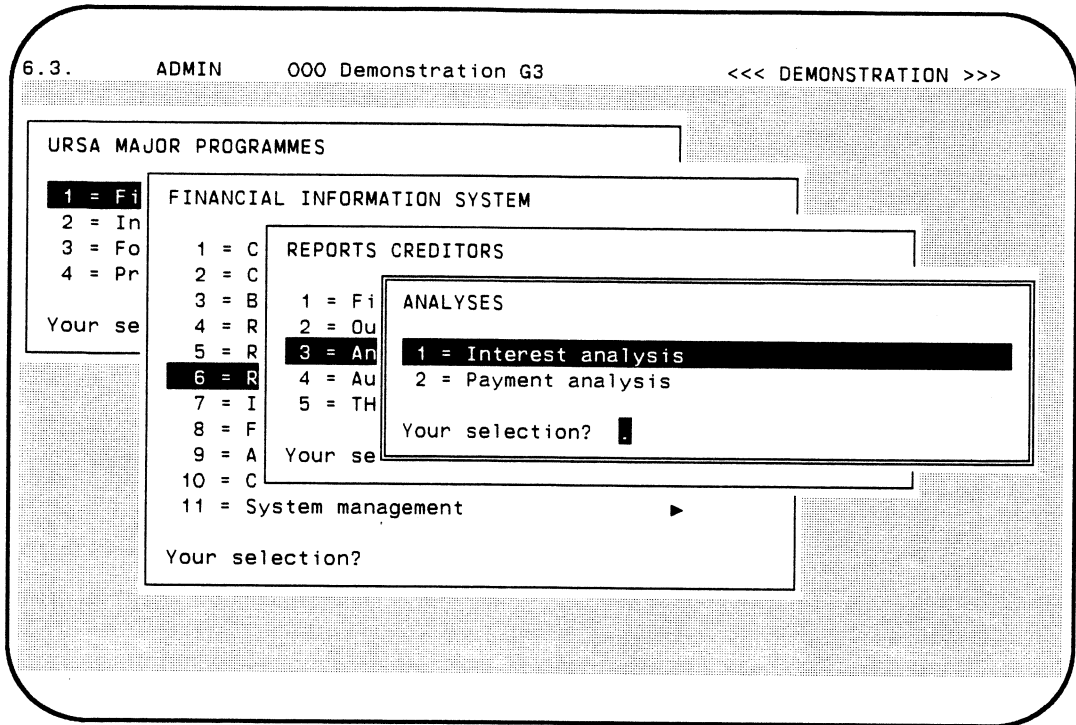 6.3. ADMIN 000 Demonstration G3 <<< DEMONSTRATION >>>
URSA MAJOR PROGRAMMES
1 = Fi
2 = In
3 = Fo
4 = Pr
Your se
FINANCIAL INFORMATION SYSTEM
1 = C
2 = C
3 = B
4 = R
5 = R
6 = R
7 = I
8 = F
9 = A
10 = C
11 = System management ►
Your selection?
REPORTS CREDITORS
1 = Fi
2 = Ou
3 = An
4 = Au
5 = TH
Your se
ANALYSES
1 = Interest analysis
2 = Payment analysis
Your selection? .